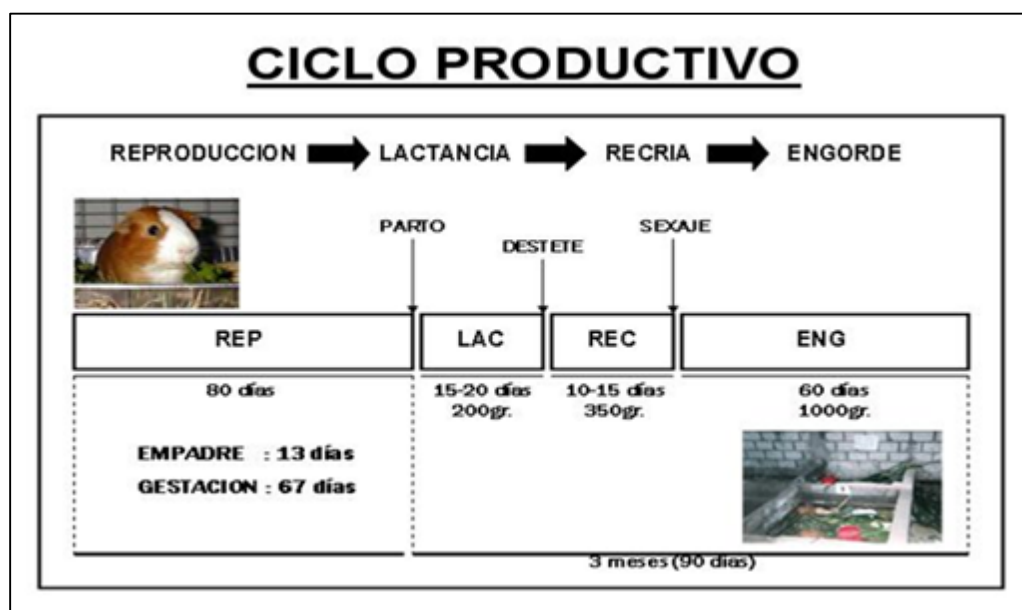 CICLO PRODUCTIVO
REPRODUCCION LACTANCIA RECRIA ENGORDE
PARTO
DESTETE
SEXAJE
REP LAC REC ENG
80 días 15-20 días 10-15 días 60 días
200gr. 350gr. 1000gr.
EMPADRE : 13 días
GESTACION : 67 días
3 meses (90 dias)